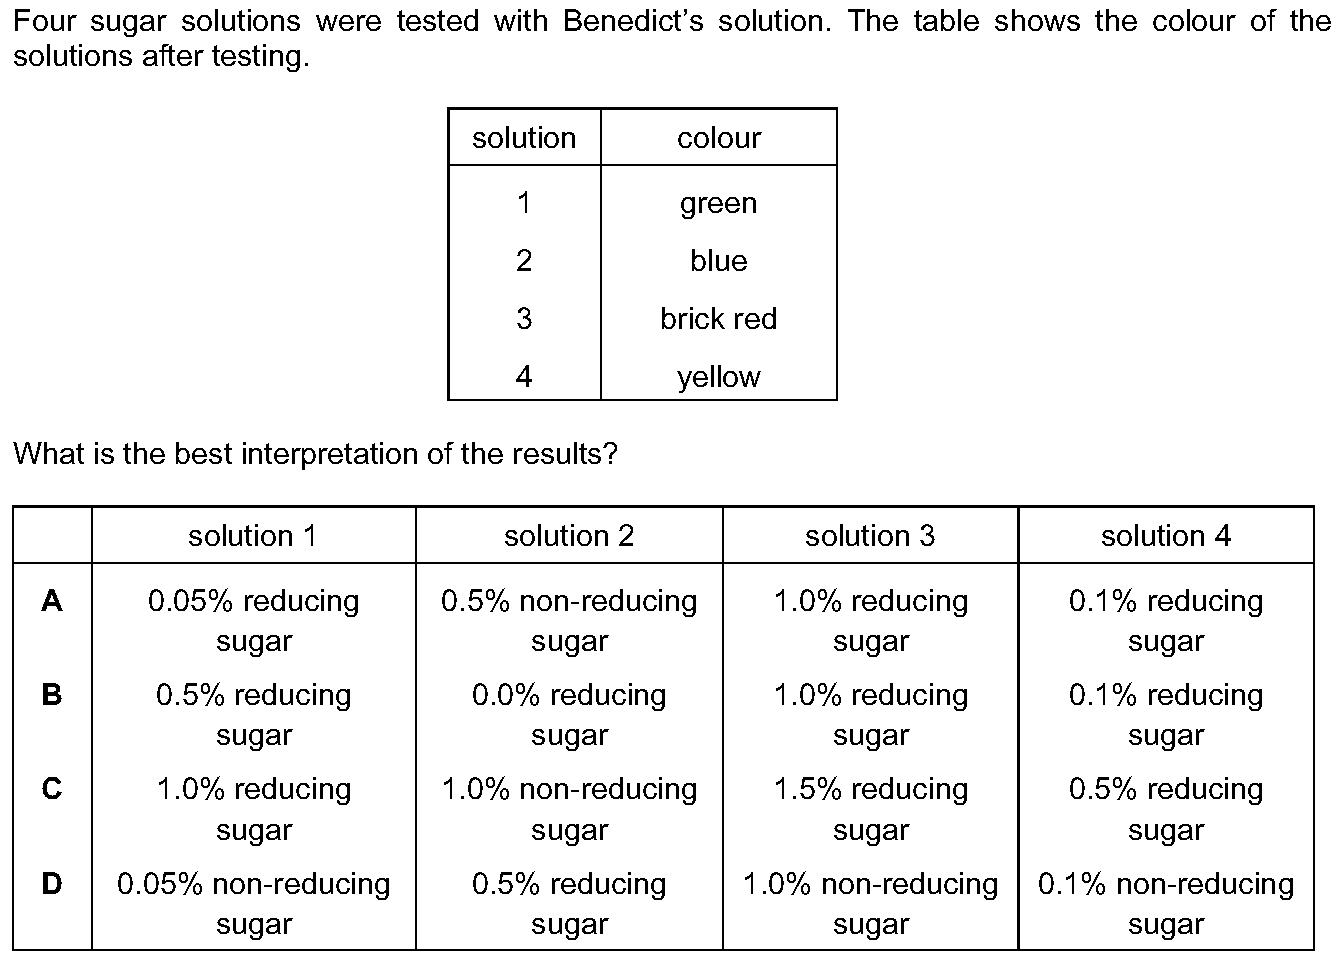 Four sugar solutions were tested with Benedict’s solution. The table shows the colour of the
solutions after testing.
solution colour
1 green
2 blue
3 brick red
4 yellow
What is the best interpretation of the results?
solution 1 solution 2 solution 3 solution 4
A 0.05% reducing 0.5% non-reducing 1.0% reducing 0.1% reducing
sugar sugar sugar sugar
B 0.5% reducing 0.0% reducing 1.0% reducing 0.1% reducing
sugar sugar sugar sugar
C 1.0% reducing 1.0% non-reducing 1.5% reducing 0.5% reducing
sugar sugar sugar sugar
D 0.05% non-reducing 0.5% reducing 1.0% non-reducing 0.1% non-reducing
sugar sugar sugar sugar